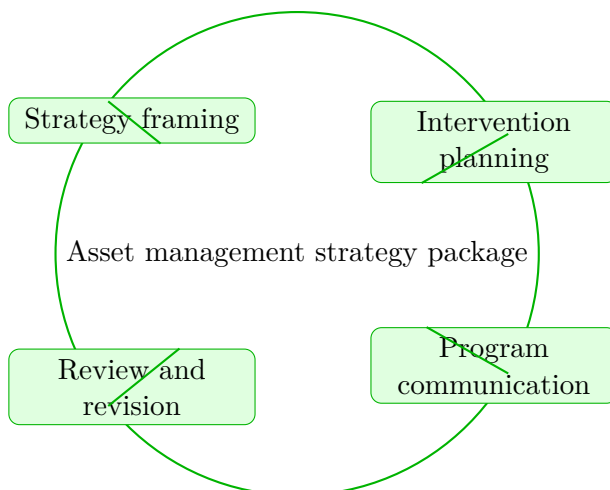 Strategy framing
Intervention
planning
Asset management strategy package
Review and
revision
Program
communication